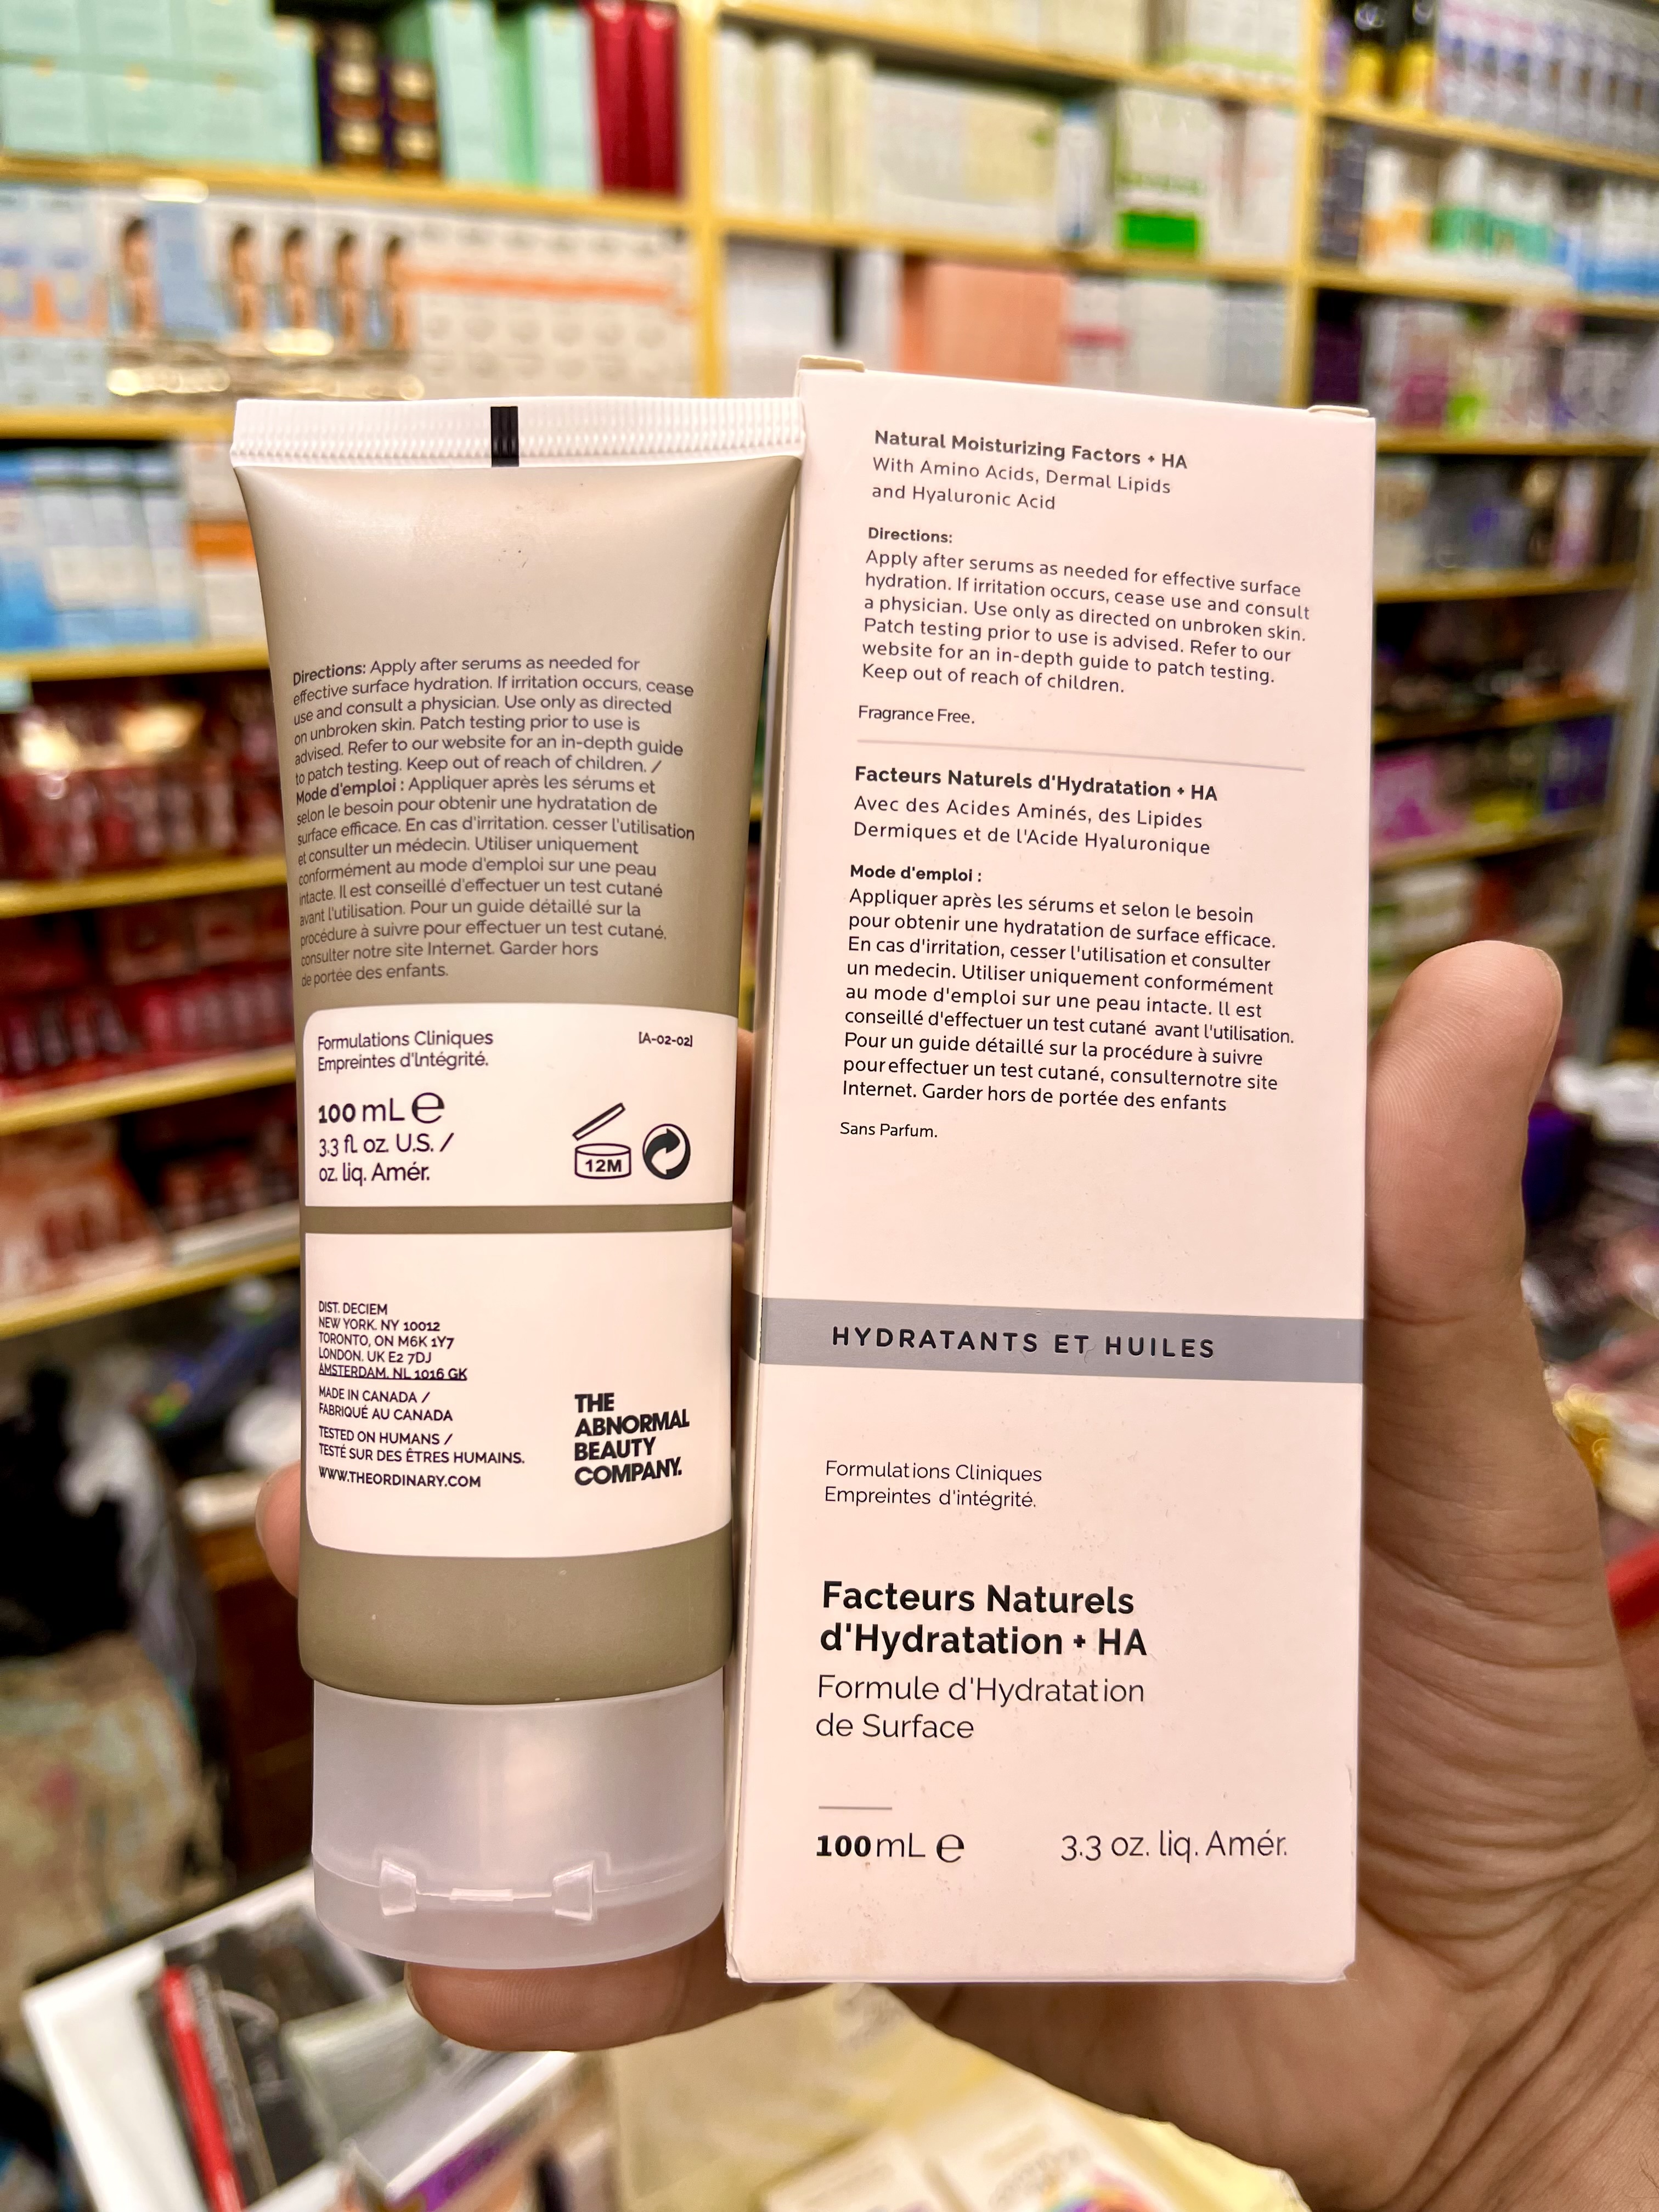 Directions: Apply after serums as needed for
effective surface hydration. If irritation occurs, cease
use and consult a physician. Use only as directed
on unbroken skin. Patch testing prior to use is
advised. Refer to our website for an in-depth guide
to patch testing. Keep out of reach of children. /
Mode d'emploi : Appliquer après les sérums et
selon le besoin pour obtenir une hydratation de
surface efficace. En cas d'irritation. cesser l'utilisation
et consulter un médecin. Utiliser uniquement
conformément au mode d'emploi sur une peau
intacte. Il est conseillé d'effectuer un test cutané
avant l'utilisation. Pour un guide détaillé sur la
procédure à suivre pour effectuer un test cutané,
consulter notre site Internet. Garder hors
de portée des enfants.
Formulations Cliniques
Empreintes d'Intégrité.
[A-02-02]
100 mL e
3.3 fl. oz. U.S. /
oz. liq. Amér.
12M
DIST. DECIEM
NEW YORK, NY 10012
TORONTO, ON M6K 1Y7
LONDON, UK E2 7DJ
AMSTERDAM, NL 1016 GK
MADE IN CANADA /
FABRIQUÉ AU CANADA
TESTED ON HUMANS /
TESTÉ SUR DES ÊTRES HUMAINS.
WWW.THEORDINARY.COM
THE
ABNORMAL
BEAUTY
COMPANY.
Natural Moisturizing Factors + HA
With Amino Acids, Dermal Lipids
and Hyaluronic Acid
Directions:
Apply after serums as needed for effective surface
hydration. If irritation occurs, cease use and consult
a physician. Use only as directed on unbroken skin.
Patch testing prior to use is advised. Refer to our
website for an in-depth guide to patch testing.
Keep out of reach of children.
Fragrance Free.
Facteurs Naturels d'Hydratation + HA
Avec des Acides Aminés, des Lipides
Dermiques et de l'Acide Hyaluronique
Mode d'emploi :
Appliquer après les sérums et selon le besoin
pour obtenir une hydratation de surface efficace.
En cas d'irritation, cesser l'utilisation et consulter
un medecin. Utiliser uniquement conformément
au mode d'emploi sur une peau intacte. Il est
conseillé d'effectuer un test cutané avant l'utilisation.
Pour un guide détaillé sur la procédure à suivre
pour effectuer un test cutané, consulternotre site
Internet. Garder hors de portée des enfants
Sans Parfum.
HYDRATANTS ET HUILES
Formulations Cliniques
Empreintes d'intégrité.
Facteurs Naturels
d'Hydratation + HA
Formule d'Hydratation
de Surface
100mL e
3.3 oz. liq. Amér.